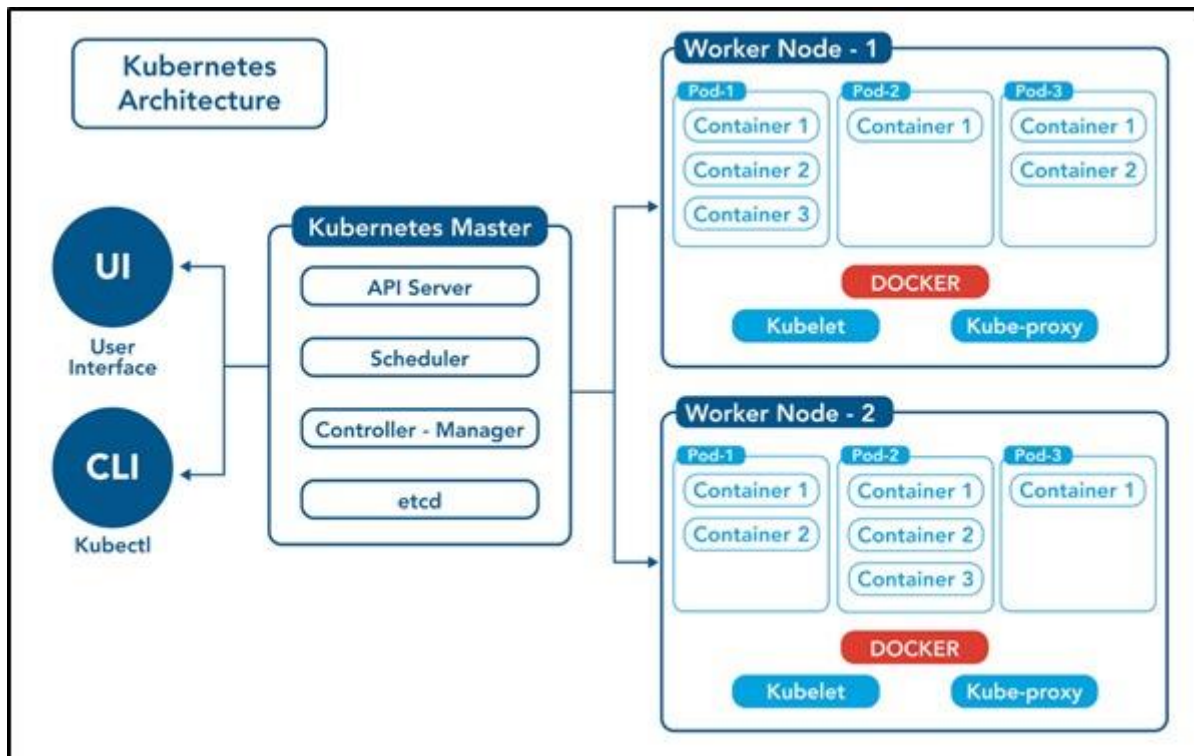 Kubernetes
Architecture
UI
User
Interface
CLI
Kubectl
Kubernetes Master
API Server
Scheduler
Controller - Manager
etcd
Worker Node - 1
Pod-1
Container 1
Container 2
Container 3
Pod-2
Container 1
Pod-3
Container 1
Container 2
DOCKER
Kubelet
Kube-proxy
Worker Node - 2
Pod-1
Container 1
Container 2
Pod-2
Container 1
Container 2
Container 3
Pod-3
Container 1
DOCKER
Kubelet
Kube-proxy